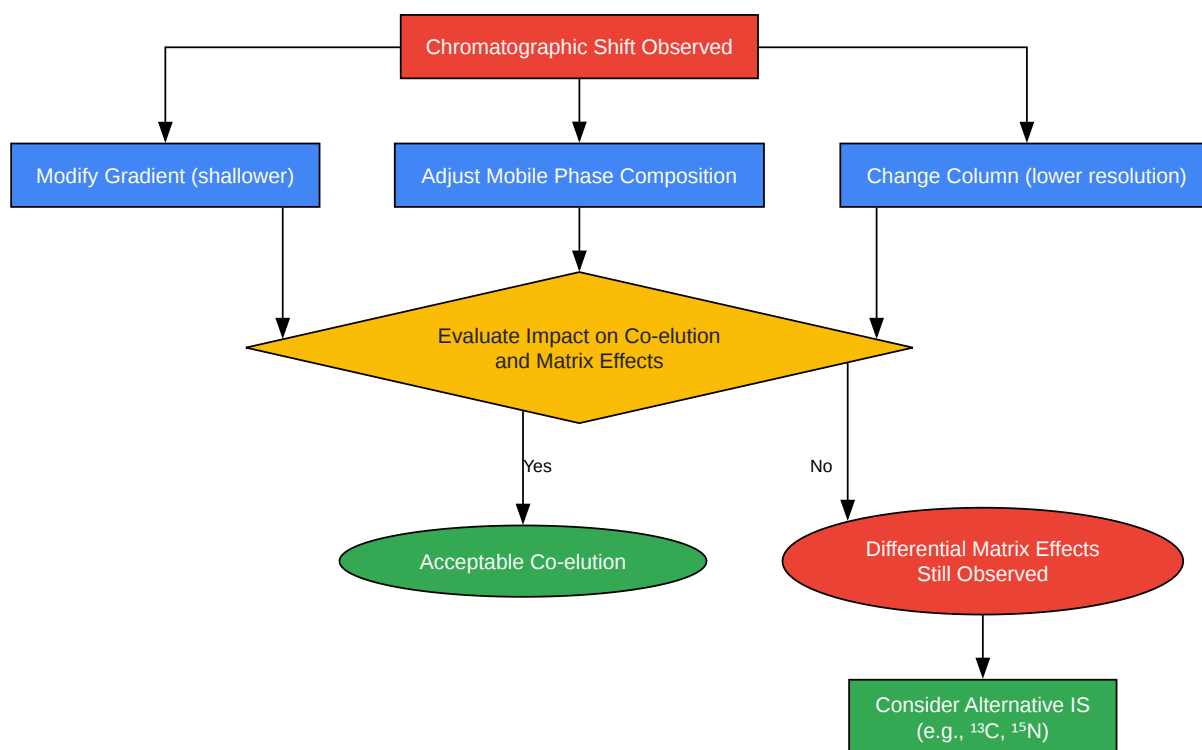 Chromatographic Shift Observed
Modify Gradient (shallower)
Adjust Mobile Phase Composition
Change Column (lower resolution)
Evaluate Impact on Co-elution
and Matrix Effects
Yes
No
Acceptable Co-elution
Differential Matrix Effects
Still Observed
Consider Alternative IS
(e.g., ¹³C, ¹⁵N)